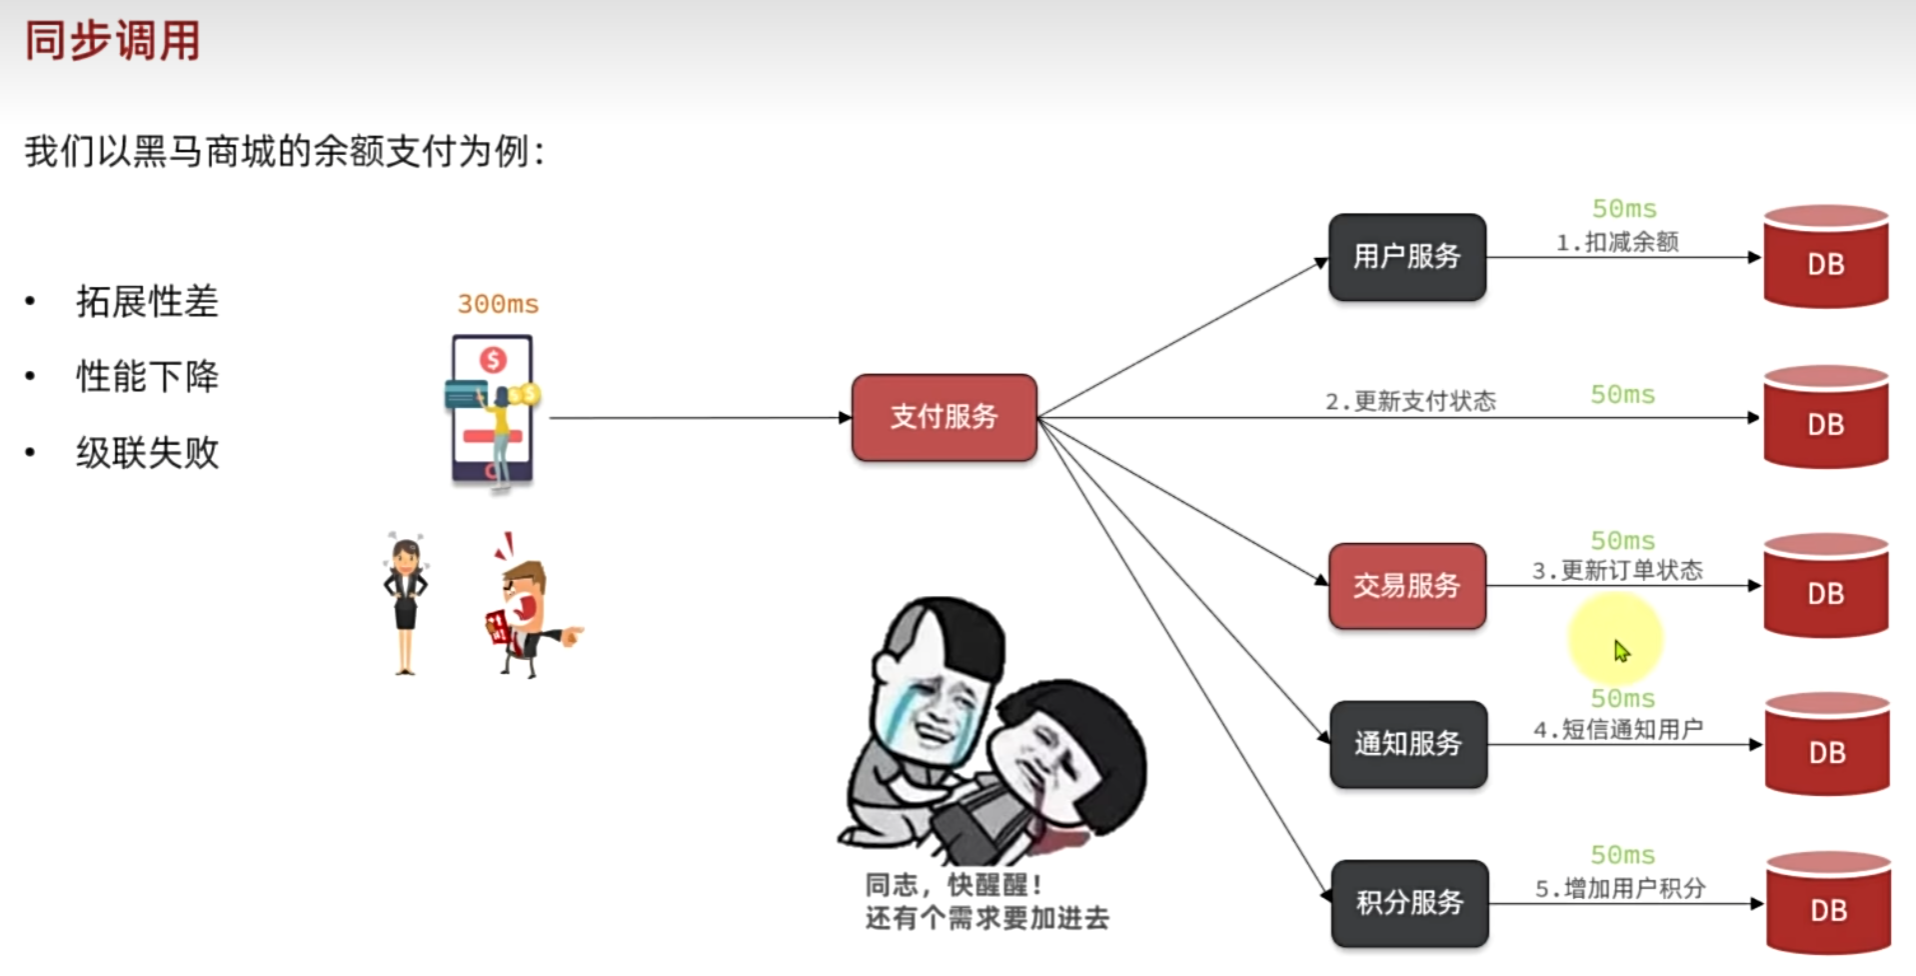 同步调用
我们以黑马商城的余额支付为例：
• 拓展性差
• 性能下降
• 级联失败
300ms
支付服务
用户服务
50ms
1.扣减余额
DB
2.更新支付状态
50ms
DB
交易服务
50ms
3.更新订单状态
DB
通知服务
50ms
4.短信通知用户
DB
积分服务
50ms
5.增加用户积分
DB
同志，快醒醒！
还有个需求要加进去